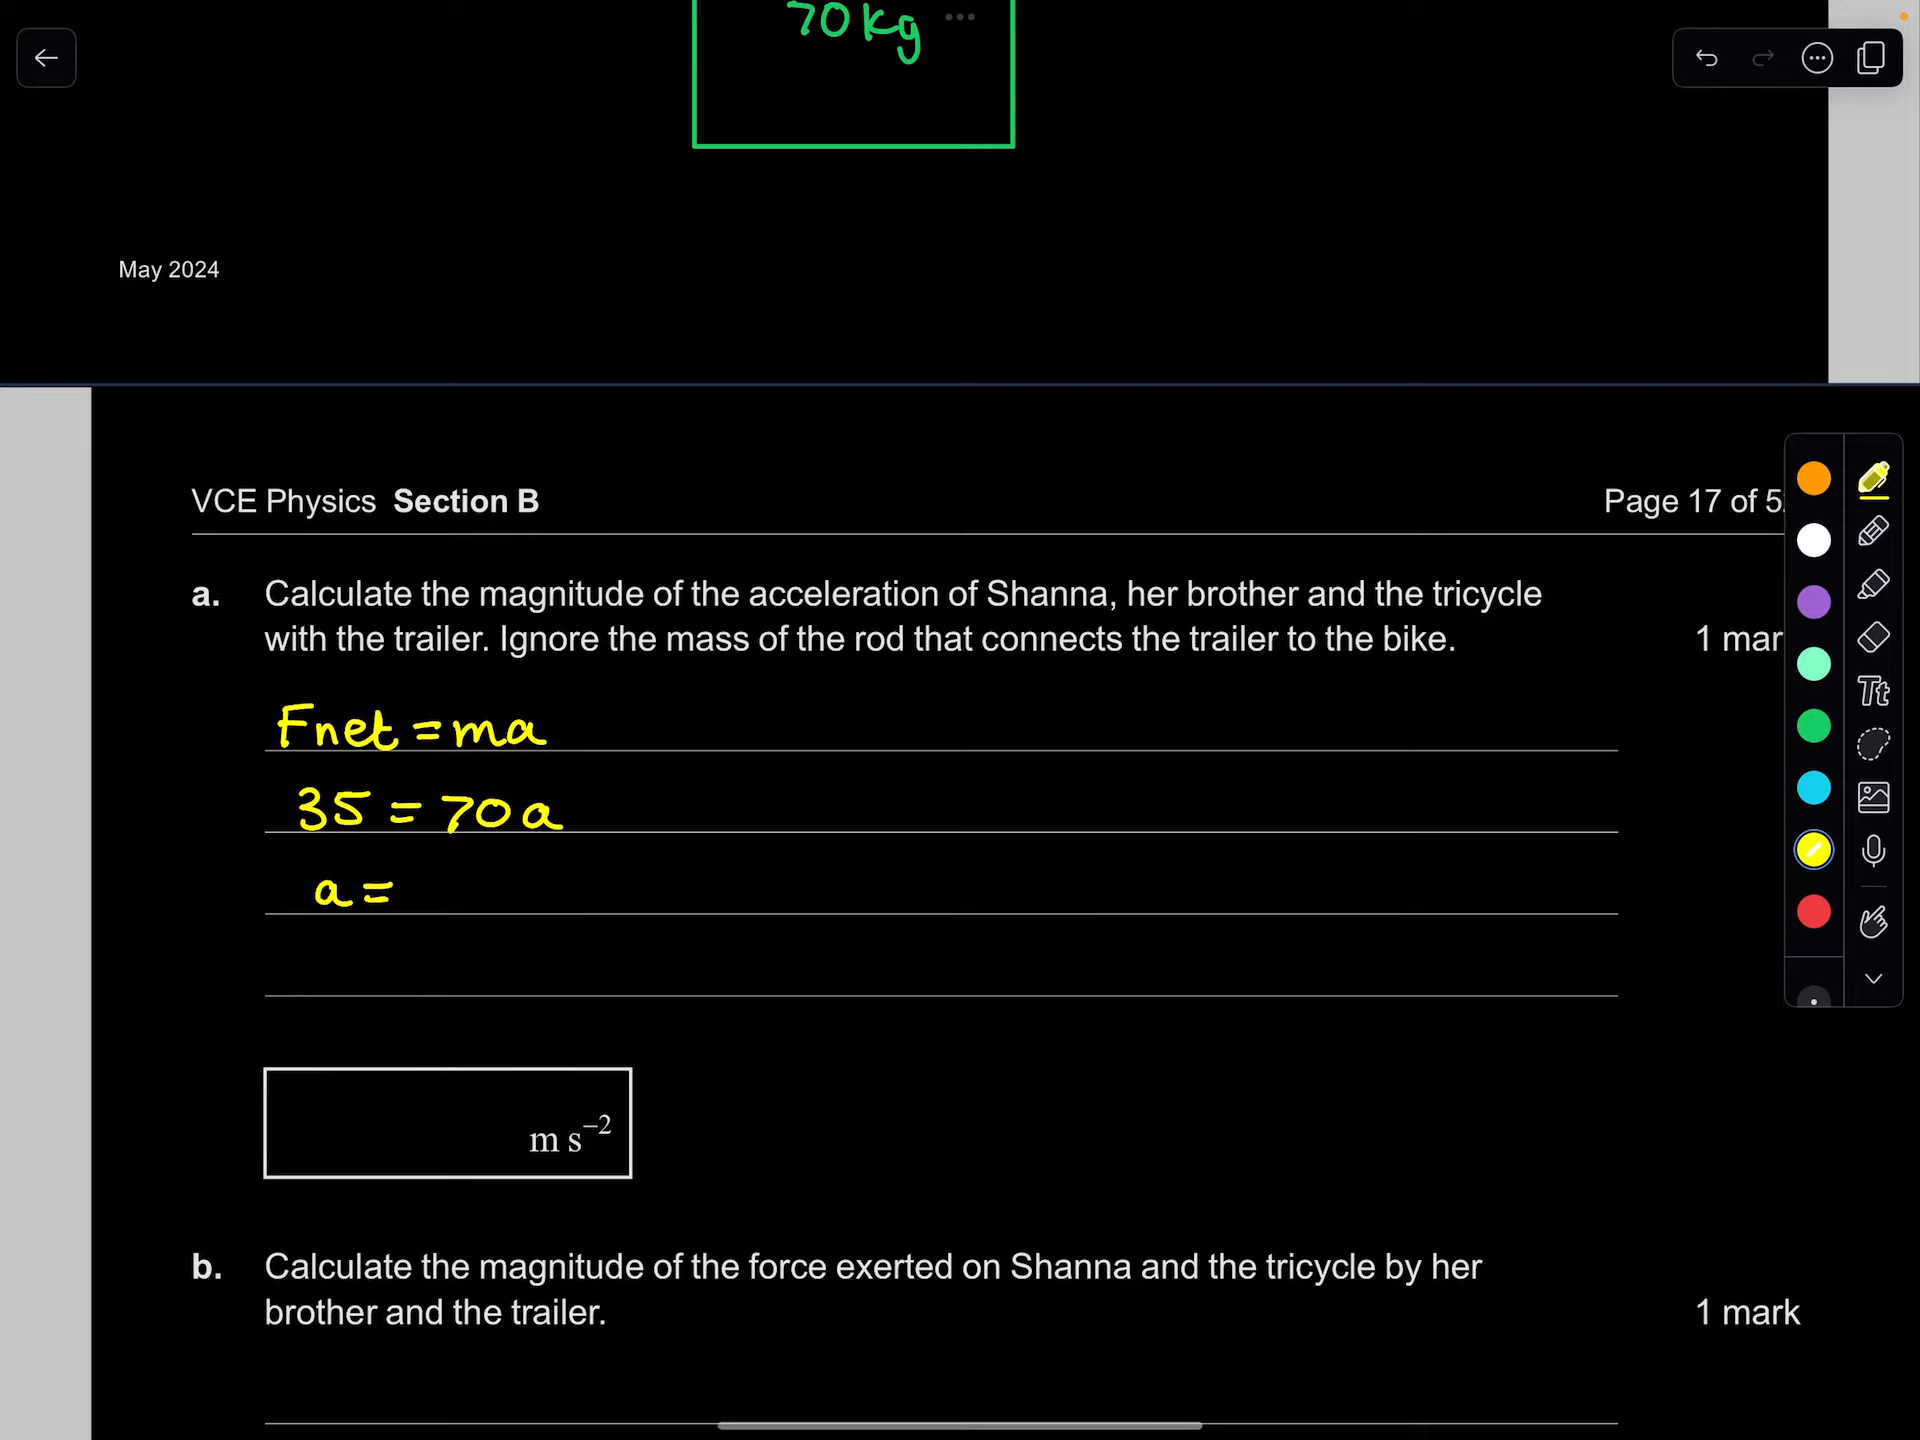 70 kg
May 2024
VCE Physics Section B
Page 17 of 5
a. Calculate the magnitude of the acceleration of Shanna, her brother and the tricycle
with the trailer. Ignore the mass of the rod that connects the trailer to the bike.
1 mar
Fnet = ma
35 = 70 a
a =
m s⁻²
b. Calculate the magnitude of the force exerted on Shanna and the tricycle by her
brother and the trailer.
1 mark
Tt